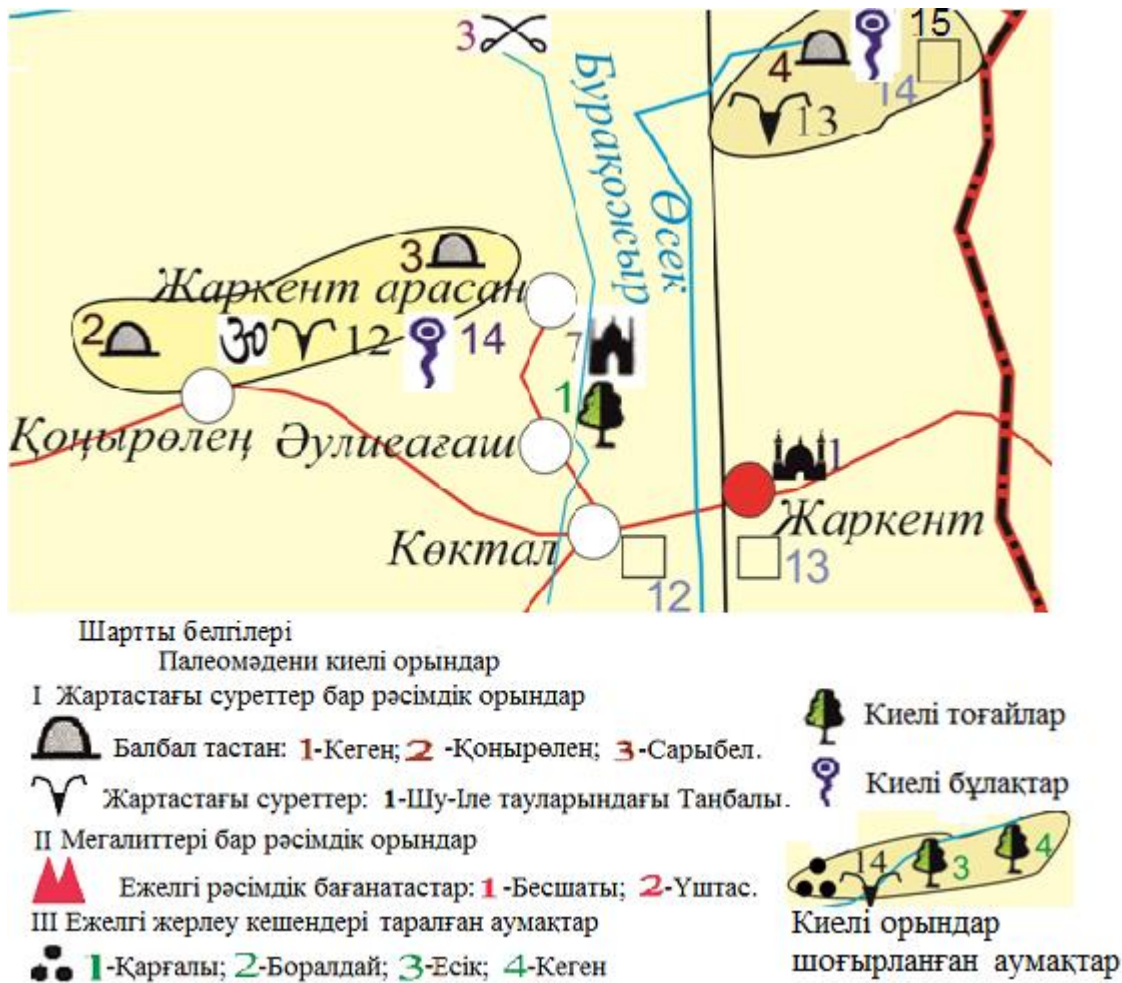 3
15
4
14
13
Бурақожыр
Өсек
3
Жаркент арасан
2
ॐ
12
14
7
1
Қоңырөлең
Әулиеағаш
1
Жаркент
Көктал
12
13
Шартты белгілері
Палеомәдени киелі орындар
I Жартастағы суреттер бар рәсімдік орындар
Балбал тастан: 1-Кеген; 2 -Қоңырөлең; 3 -Сарыбел.
Жартастағы суреттер: 1-Шу-Іле тауларындағы Таңбалы.
II Мегалиттері бар рәсімдік орындар
Ежелгі рәсімдік бағанатастар: 1 -Бесшаты; 2-Үштас.
III Ежелгі жерлеу кешендері таралған аумақтар
1-Қарғалы; 2-Боралдай; 3-Есік; 4-Кеген
Киелі тоғайлар
Киелі бұлақтар
14
3
4
Киелі орындар
шоғырланған аумақтар